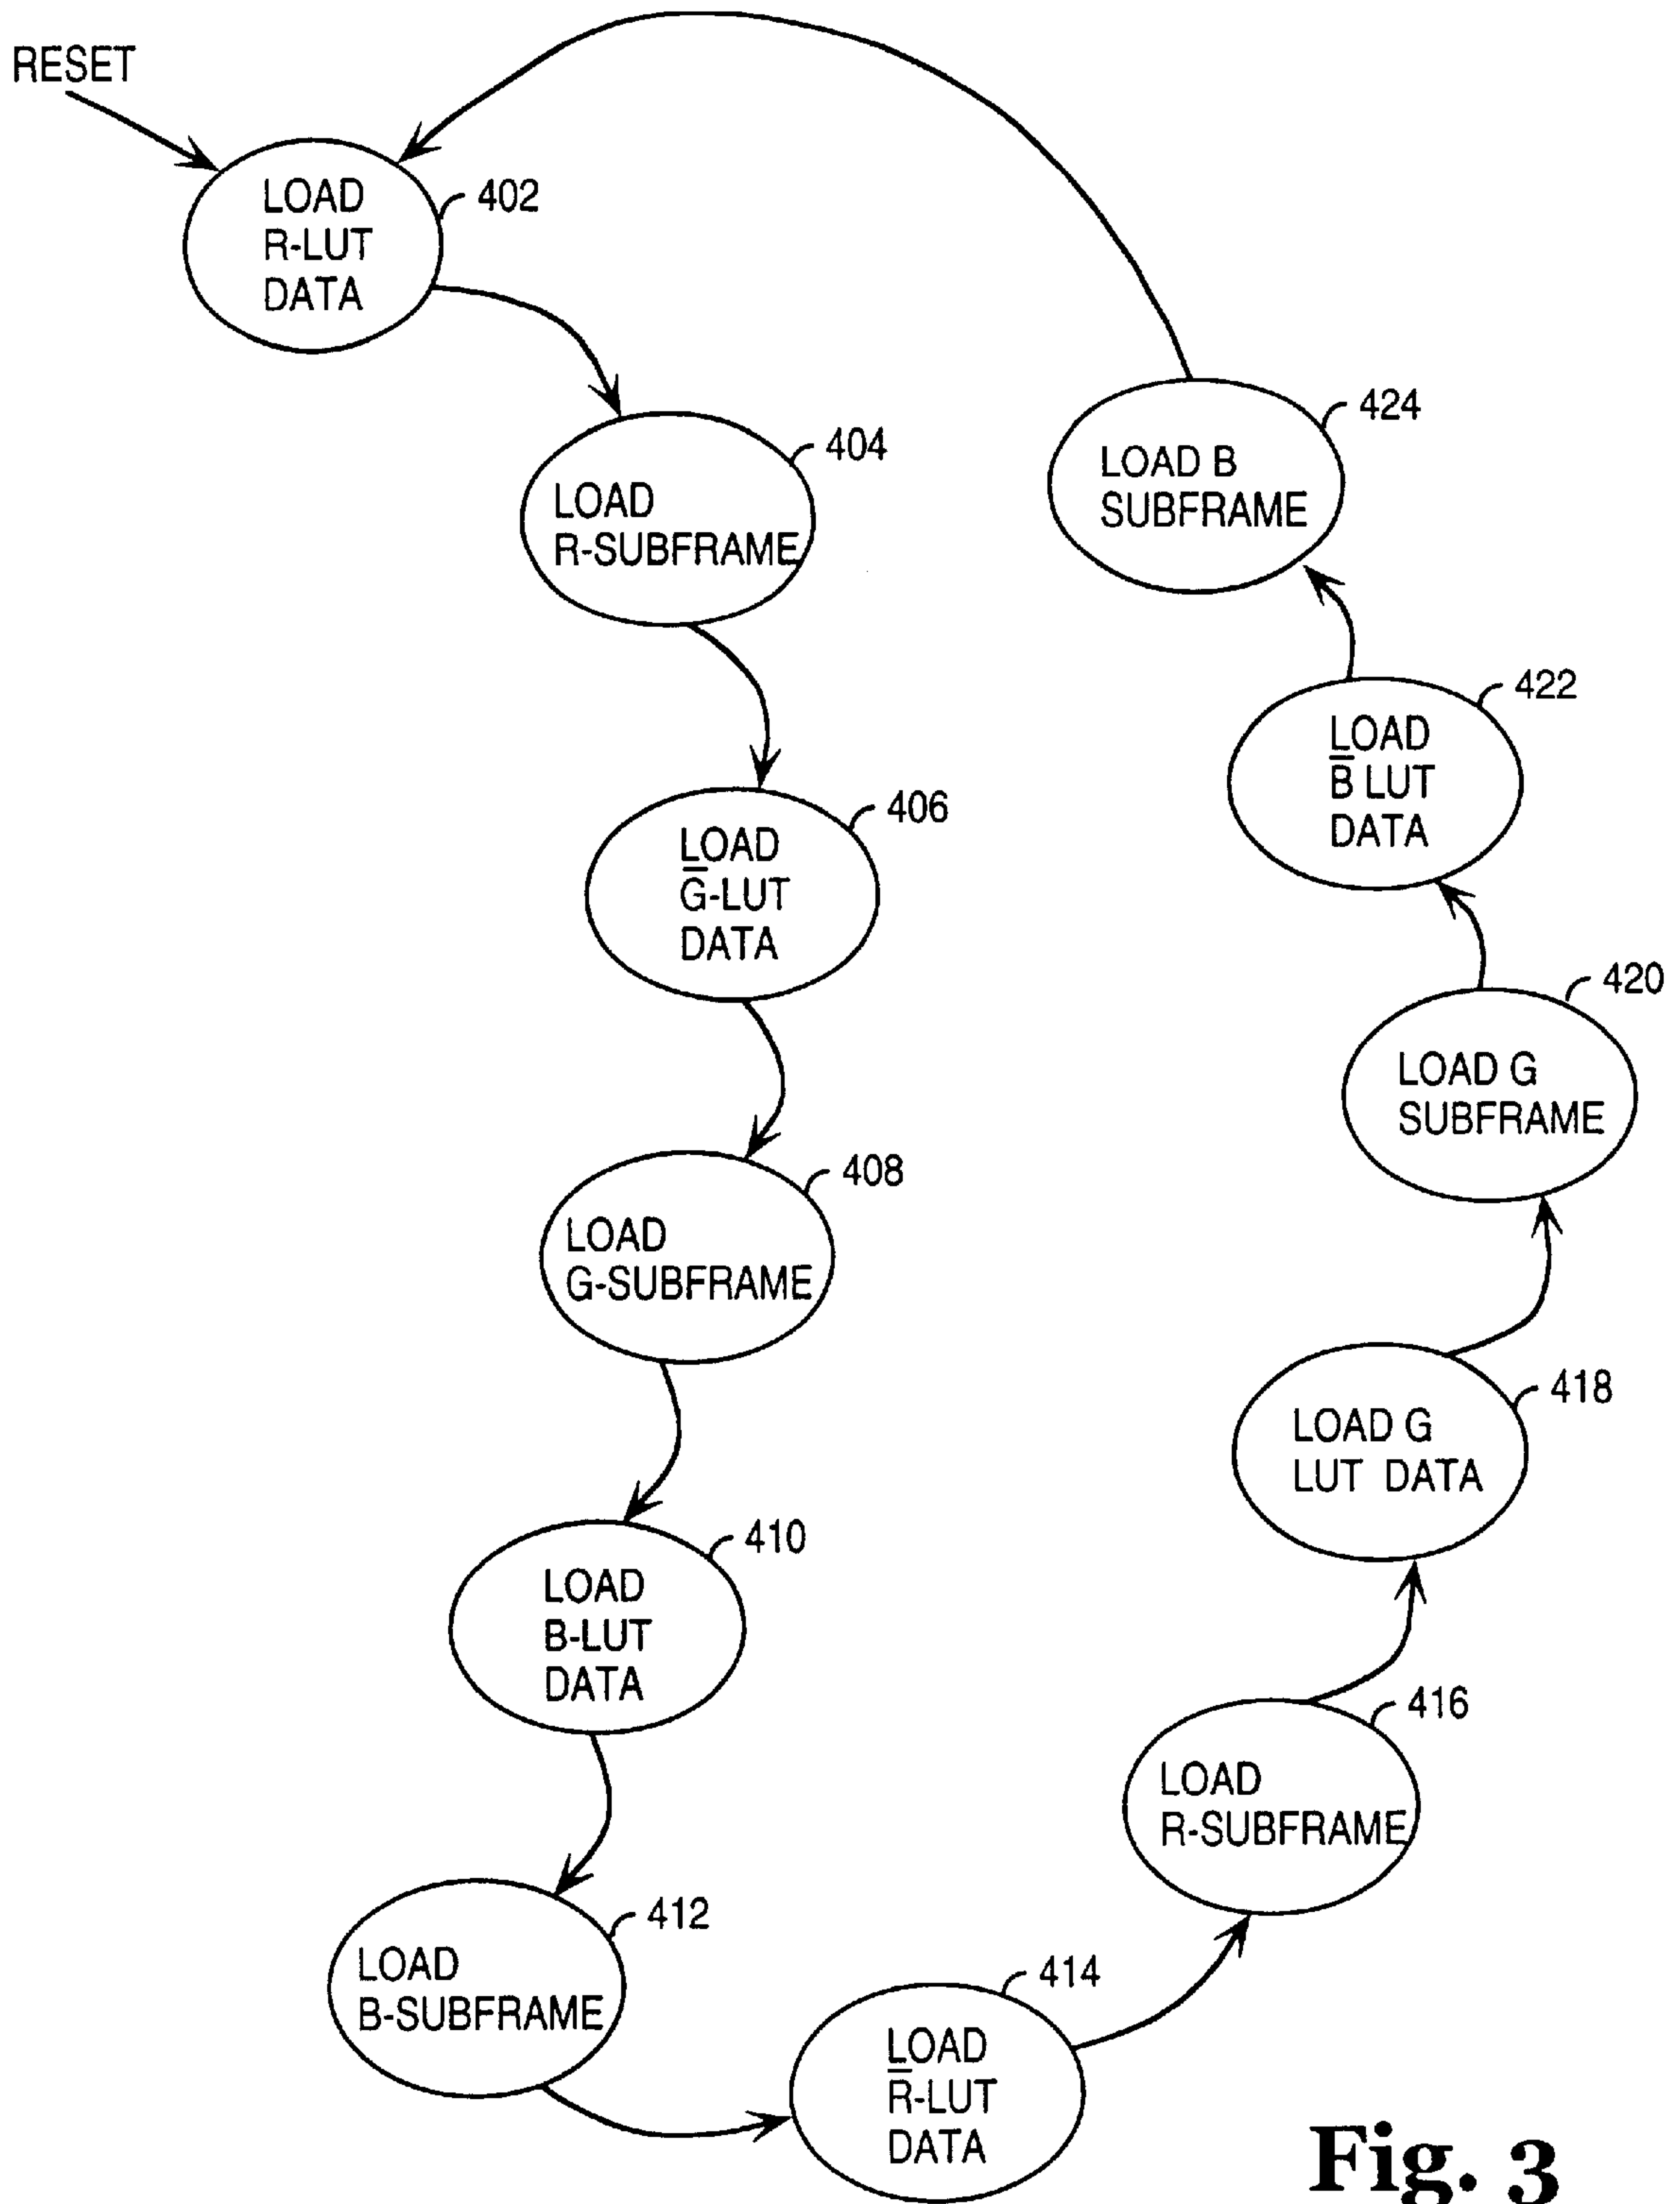 RESET
LOAD
R-LUT
DATA
402
LOAD
R-SUBFRAME
404
LOAD
G̅-LUT
DATA
406
LOAD
G-SUBFRAME
408
LOAD
B-LUT
DATA
410
LOAD
B-SUBFRAME
412
LOAD
R̅-LUT
DATA
414
LOAD
R-SUBFRAME
416
LOAD G
LUT DATA
418
LOAD G
SUBFRAME
420
LOAD
B̅ LUT
DATA
422
LOAD B
SUBFRAME
424
Fig. 3